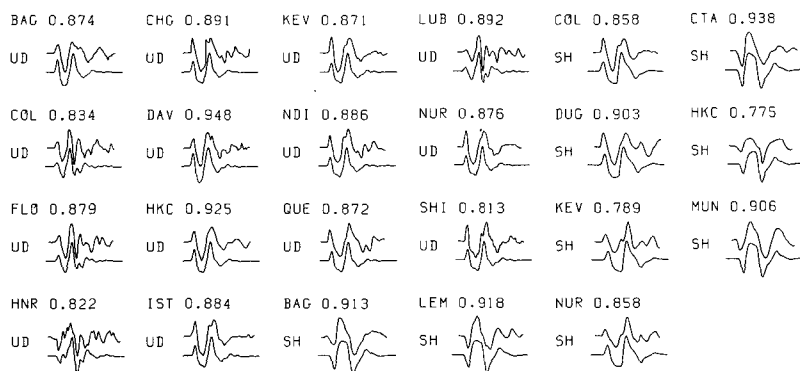 BAG 0.874 CHG 0.891 KEV 0.871 LUB 0.892 COL 0.858 CTA 0.938
UD UD UD UD SH SH
COL 0.834 DAV 0.948 NDI 0.886 NUR 0.876 DUG 0.903 HKC 0.775
UD UD UD UD SH SH
FLO 0.879 HKC 0.925 QUE 0.872 SHI 0.813 KEV 0.789 MUN 0.906
UD UD UD UD SH SH
HNR 0.822 IST 0.884 BAG 0.913 LEM 0.918 NUR 0.858
UD UD SH SH SH